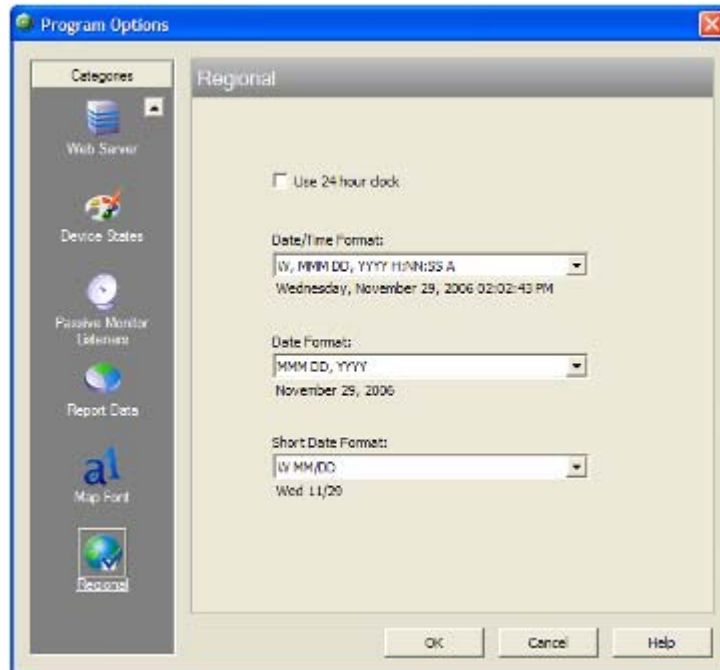 Program Options
Categories
Web Server
Device States
Passive Monitor
Listeners
Report Data
Map Font
Regional
Regional
Use 24 hour clock
Date/Time Format:
W, MMM DD, YYYY H:NN:SS A
Wednesday, November 29, 2006 02:02:43 PM
Date Format:
MMM DD, YYYY
November 29, 2006
Short Date Format:
W MM/DD
Wed 11/29
OK
Cancel
Help